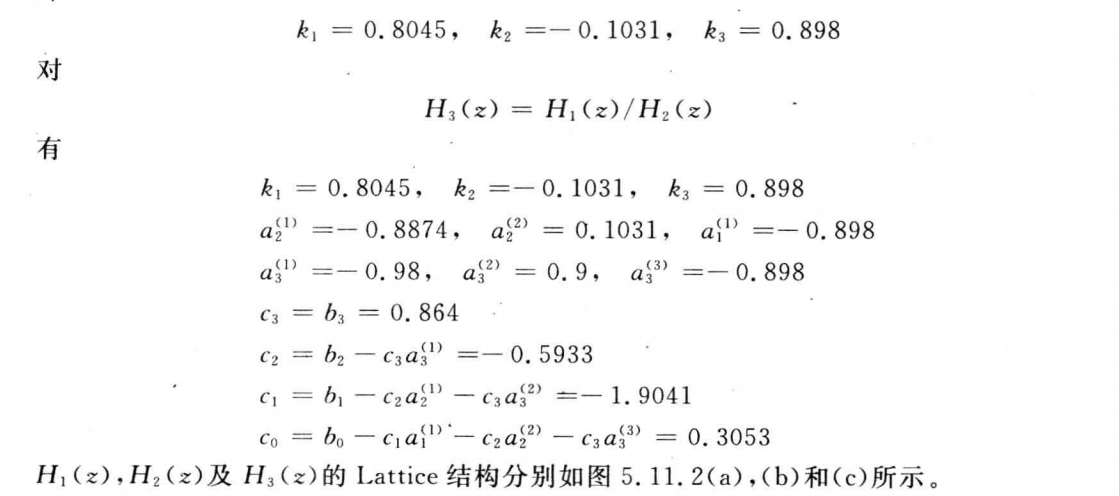 k₁ = 0.8045, k₂ =− 0.1031, k₃ = 0.898
对
H₃(z) = H₁(z)/H₂(z)
有
k₁ = 0.8045, k₂ =− 0.1031, k₃ = 0.898
a₂⁽¹⁾ =− 0.8874, a₂⁽²⁾ = 0.1031, a₁⁽¹⁾ =− 0.898
a₃⁽¹⁾ =− 0.98, a₃⁽²⁾ = 0.9, a₃⁽³⁾ =− 0.898
c₃ = b₃ = 0.864
c₂ = b₂ − c₃a₃⁽¹⁾ =− 0.5933
c₁ = b₁ − c₂a₂⁽¹⁾ − c₃a₃⁽²⁾ =− 1.9041
c₀ = b₀ − c₁a₁⁽¹⁾ − c₂a₂⁽²⁾ − c₃a₃⁽³⁾ = 0.3053
H₁(z),H₂(z)及 H₃(z)的 Lattice 结构分别如图 5.11.2(a),(b)和(c)所示。